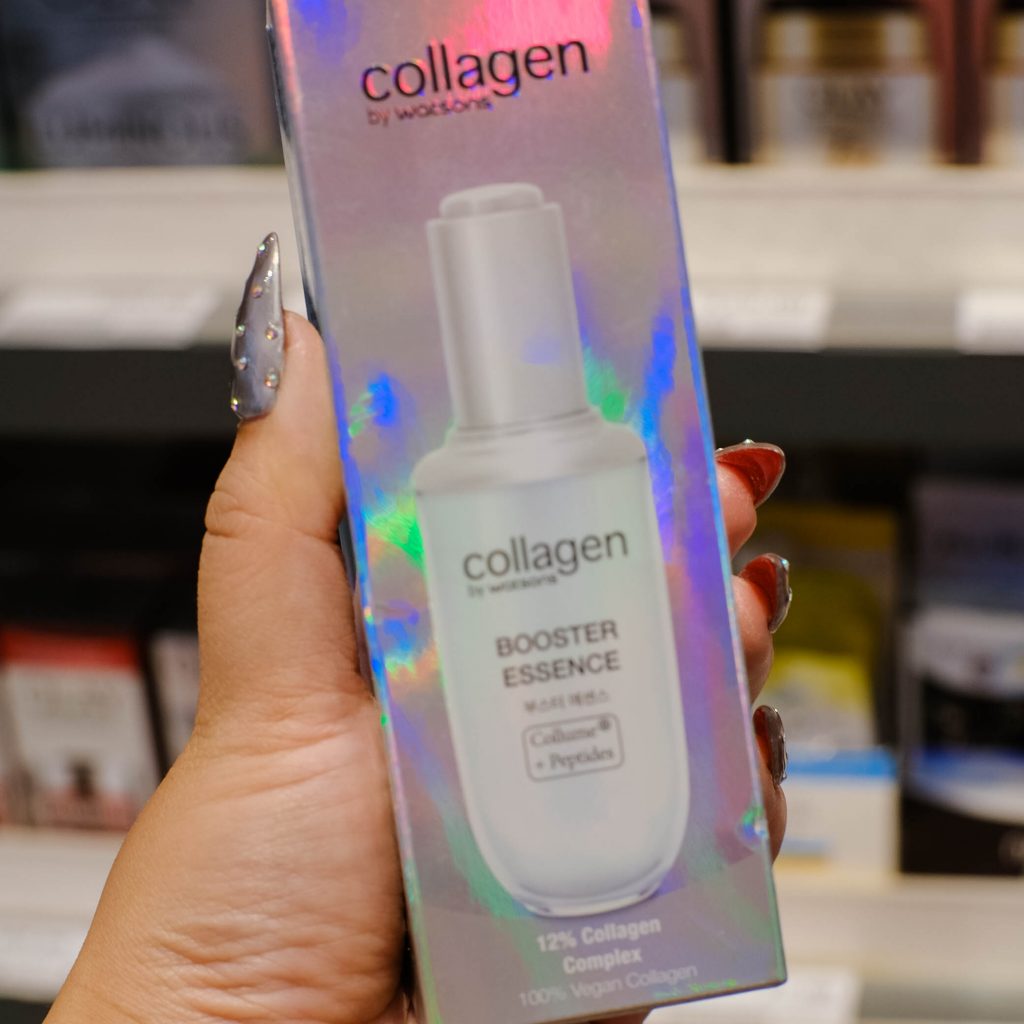 collagen
by watsons
collagen
by watsons
BOOSTER
ESSENCE
부스터 에센스
Collume®
+ Peptides
12% Collagen
Complex
100% Vegan Collagen